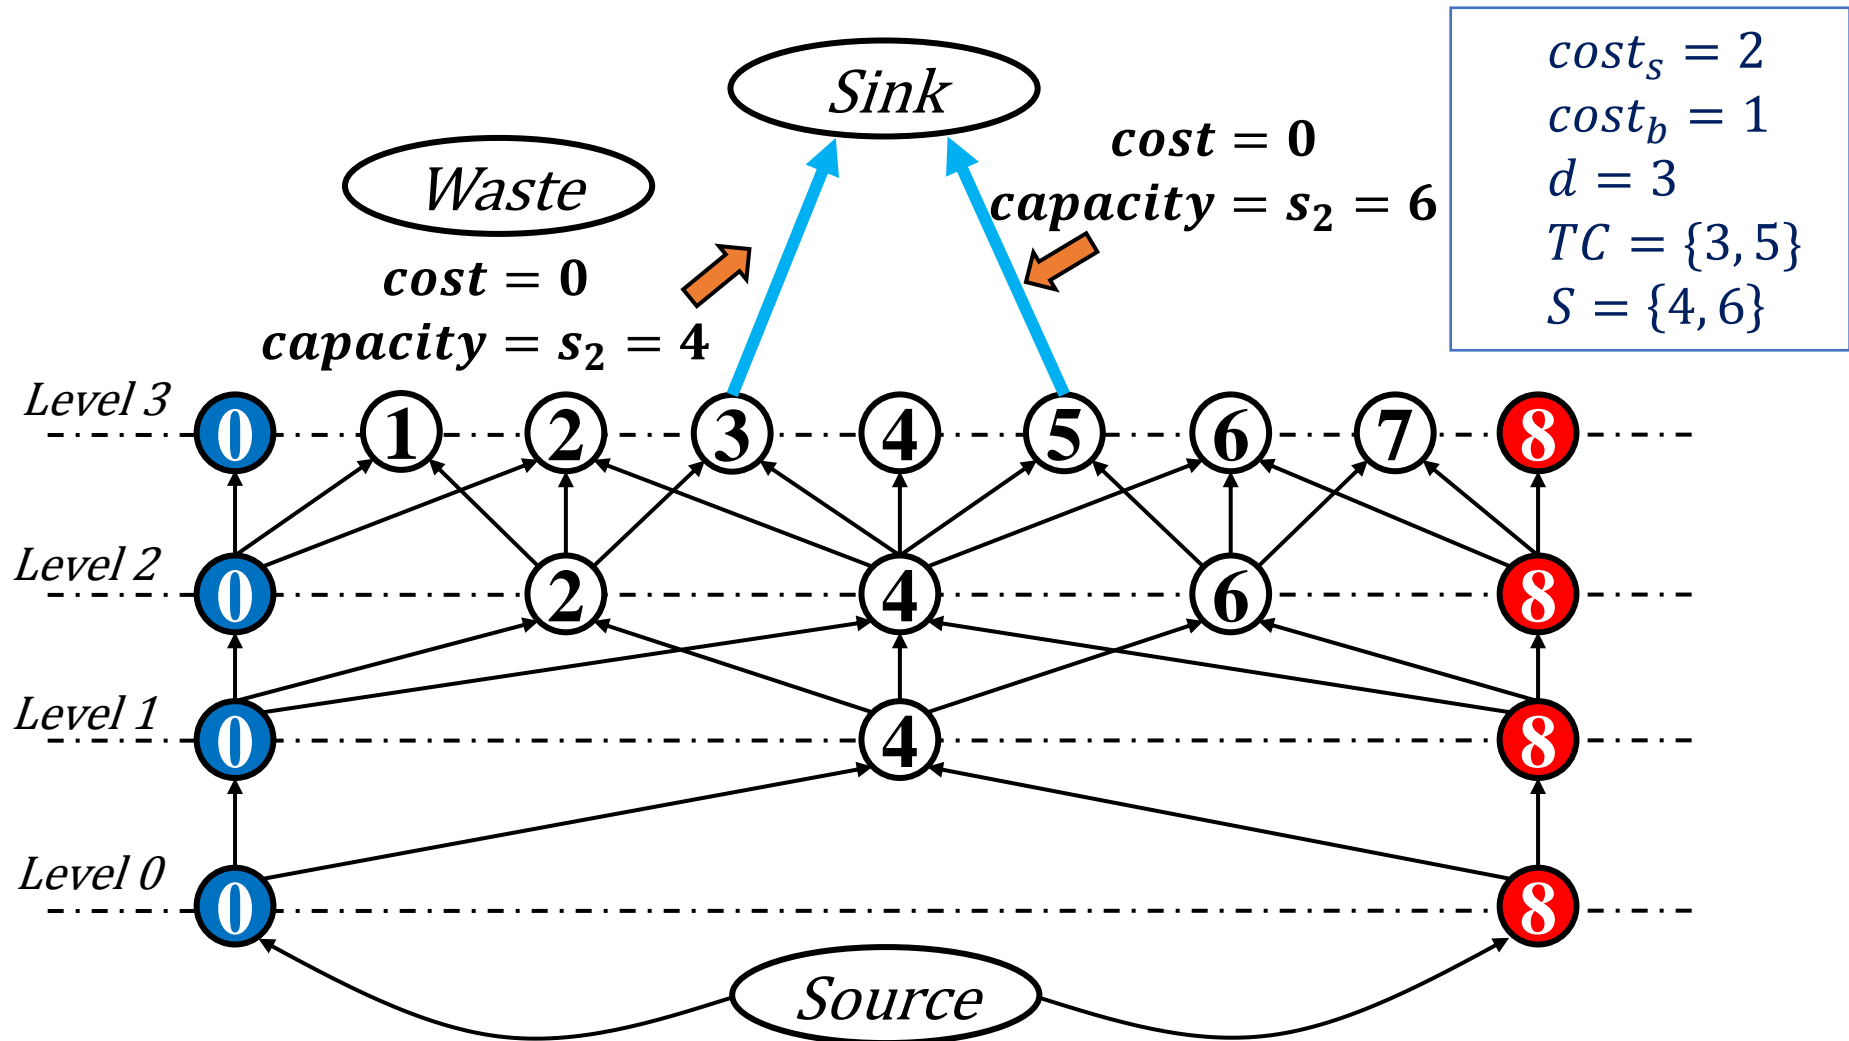 Sink
Waste
cost = 0
capacity = s₂ = 6
cost = 0
capacity = s₂ = 4
costₛ = 2
cost_b = 1
d = 3
TC = {3, 5}
S = {4, 6}
Level 3
0 1 2 3 4 5 6 7 8
Level 2
0 2 4 6 8
Level 1
0 4 8
Level 0
0 8
Source